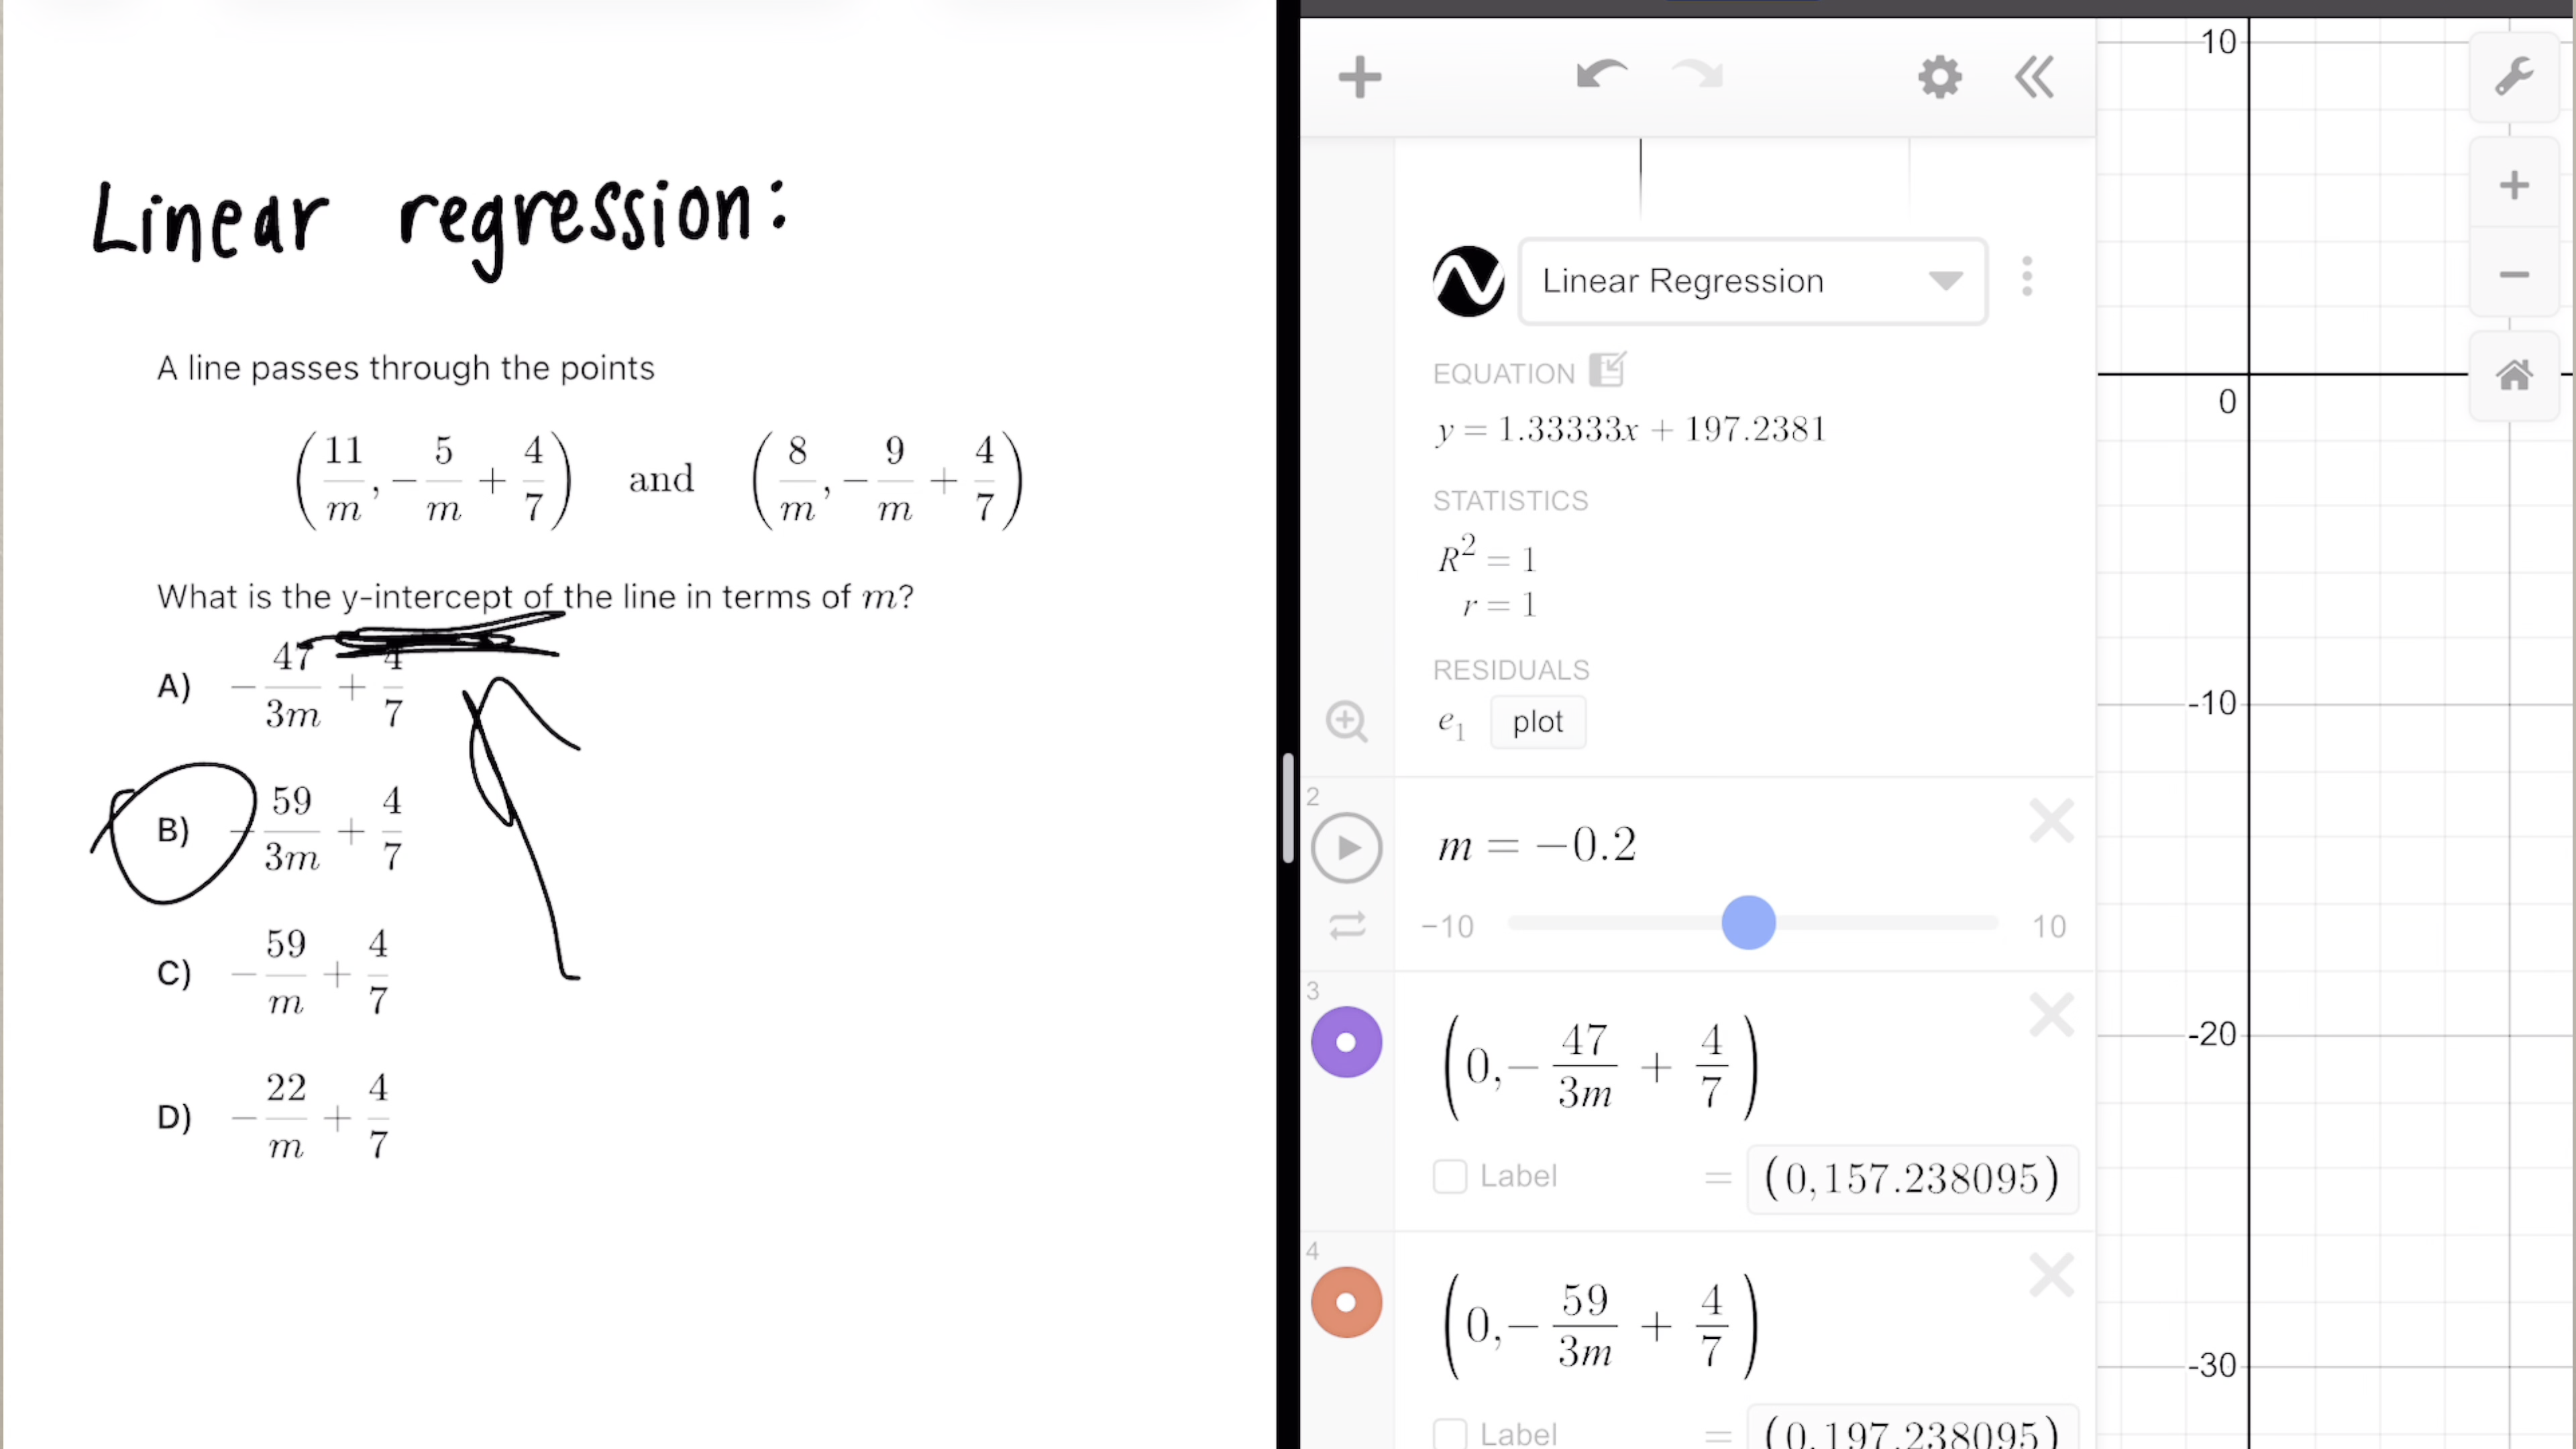 Linear regression:
A line passes through the points
(11/m, -5/m + 4/7) and (8/m, -9/m + 4/7)
What is the y-intercept of the line in terms of m?
A) -47/3m + 4/7
B) -59/3m + 4/7
C) -59/m + 4/7
D) -22/m + 4/7
Linear Regression
EQUATION
y = 1.33333x + 197.2381
STATISTICS
R² = 1
r = 1
RESIDUALS
e₁ plot
2
m = −0.2
−10 10
3
(0,-47/3m + 4/7)
Label = (0,157.238095)
4
(0,-59/3m + 4/7)
Label = (0,197.238095)
10
0
-10
-20
-30